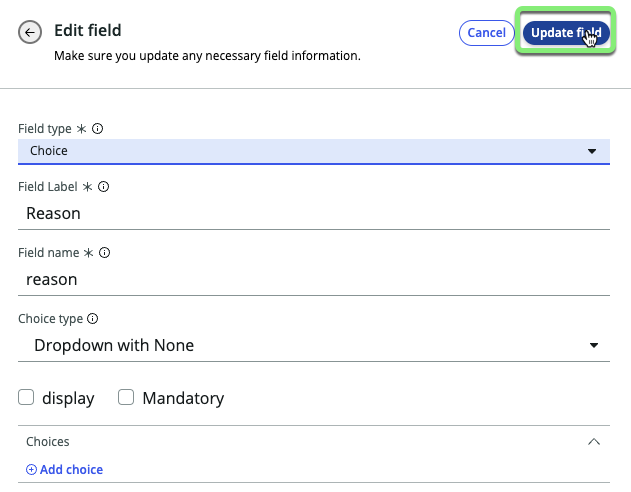 Edit field
Cancel
Update field
Make sure you update any necessary field information.
Field type *
Choice
Field Label *
Reason
Field name *
reason
Choice type
Dropdown with None
display
Mandatory
Choices
Add choice